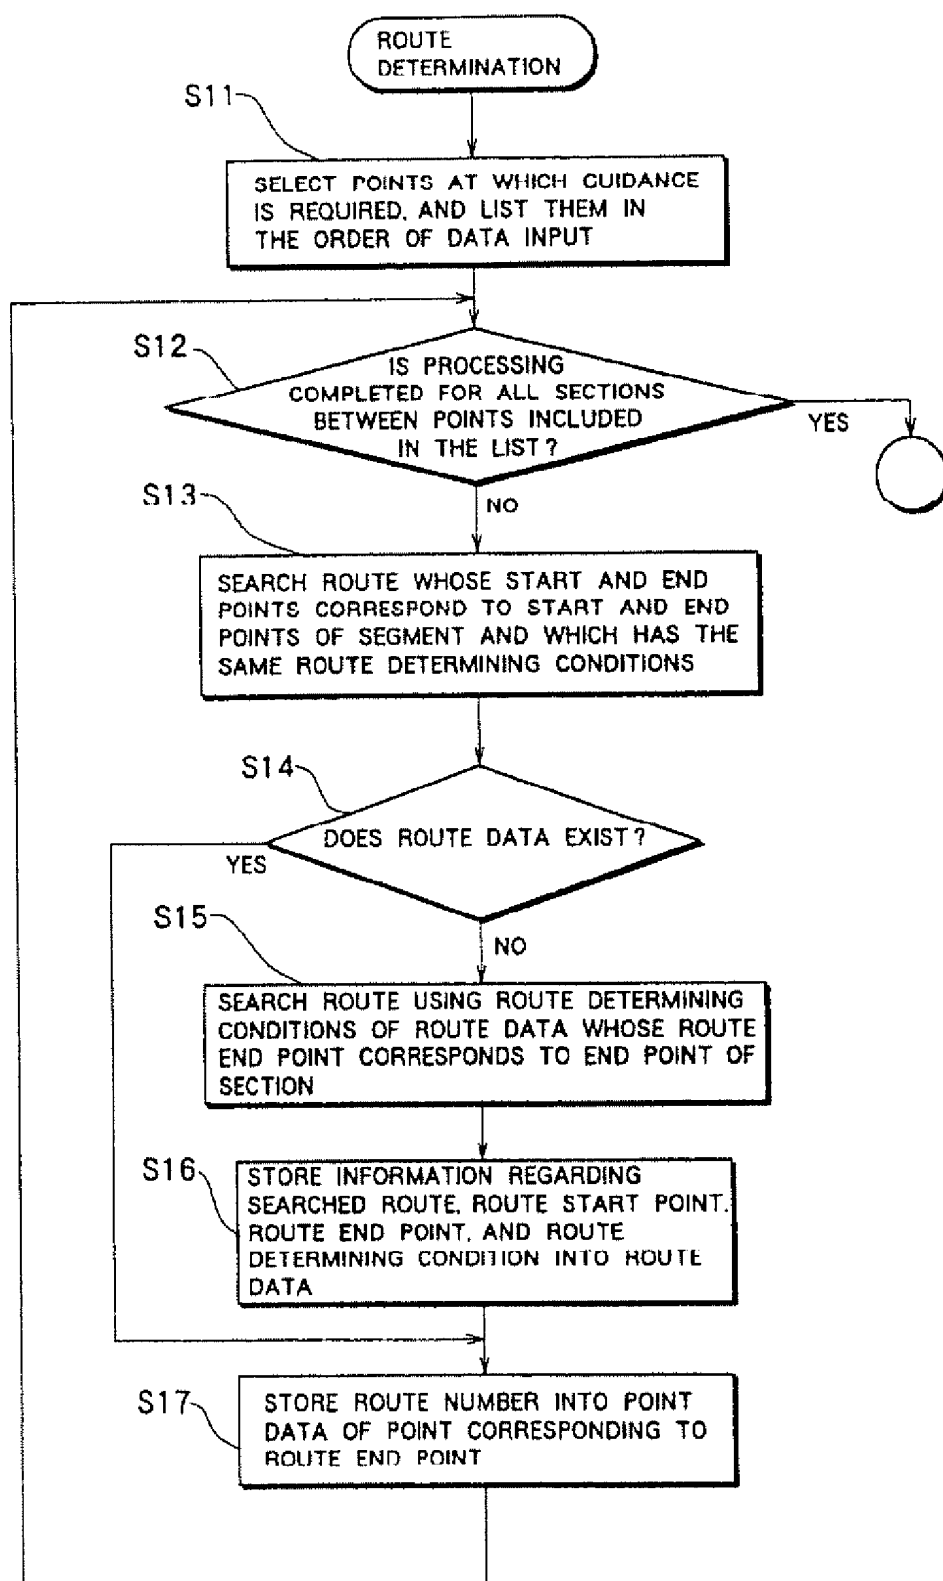 ROUTE
DETERMINATION
S11
SELECT POINTS AT WHICH GUIDANCE
IS REQUIRED, AND LIST THEM IN
THE ORDER OF DATA INPUT
S12
IS PROCESSING
COMPLETED FOR ALL SECTIONS
BETWEEN POINTS INCLUDED
IN THE LIST?
YES
NO
S13
SEARCH ROUTE WHOSE START AND END
POINTS CORRESPOND TO START AND END
POINTS OF SEGMENT AND WHICH HAS THE
SAME ROUTE DETERMINING CONDITIONS
S14
DOES ROUTE DATA EXIST?
YES
NO
S15
SEARCH ROUTE USING ROUTE DETERMINING
CONDITIONS OF ROUTE DATA WHOSE ROUTE
END POINT CORRESPONDS TO END POINT OF
SECTION
S16
STORE INFORMATION REGARDING
SEARCHED ROUTE, ROUTE START POINT,
ROUTE END POINT, AND ROUTE
DETERMINING CONDITION INTO ROUTE
DATA
S17
STORE ROUTE NUMBER INTO POINT
DATA OF POINT CORRESPONDING TO
ROUTE END POINT